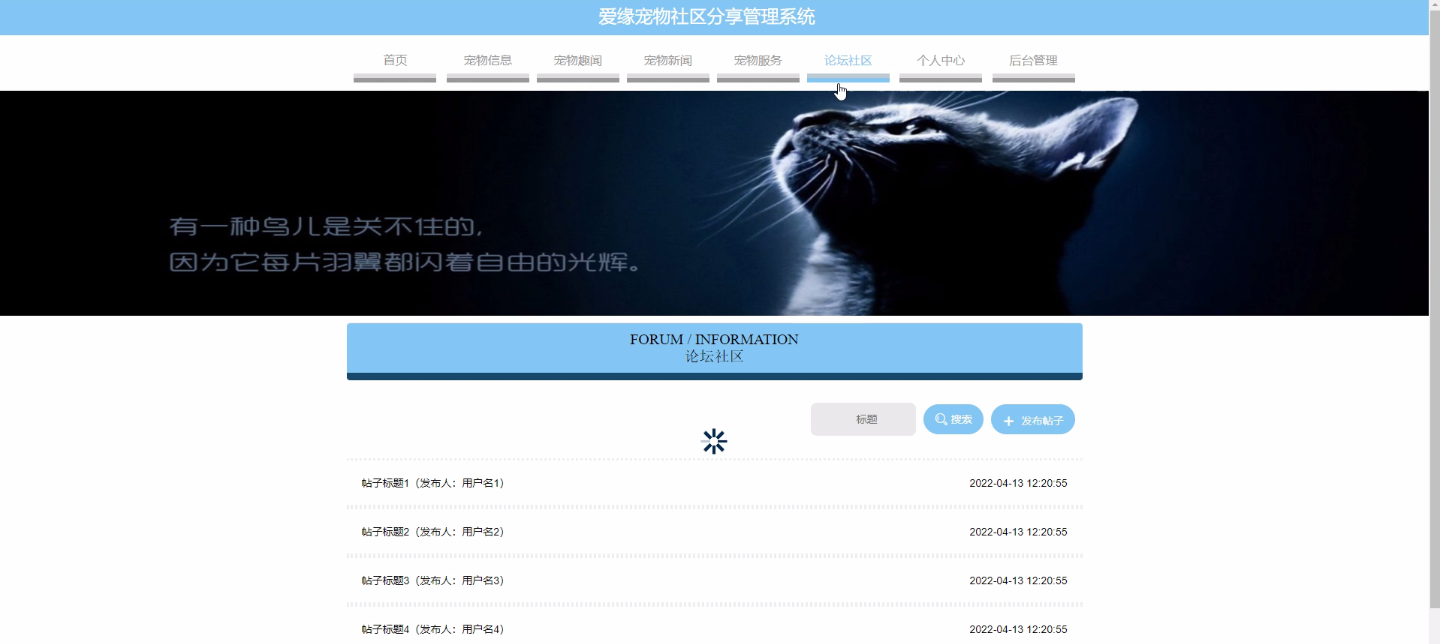 爱缘宠物社区分享管理系统
首页 宠物信息 宠物趣闻 宠物新闻 宠物服务 论坛社区 个人中心 后台管理
有一种鸟儿是关不住的,
因为它每片羽翼都闪着自由的光辉。
FORUM / INFORMATION
论坛社区
标题 搜索 + 发布帖子
帖子标题1（发布人：用户名1） 2022-04-13 12:20:55
帖子标题2（发布人：用户名2） 2022-04-13 12:20:55
帖子标题3（发布人：用户名3） 2022-04-13 12:20:55
帖子标题4（发布人：用户名4） 2022-04-13 12:20:55